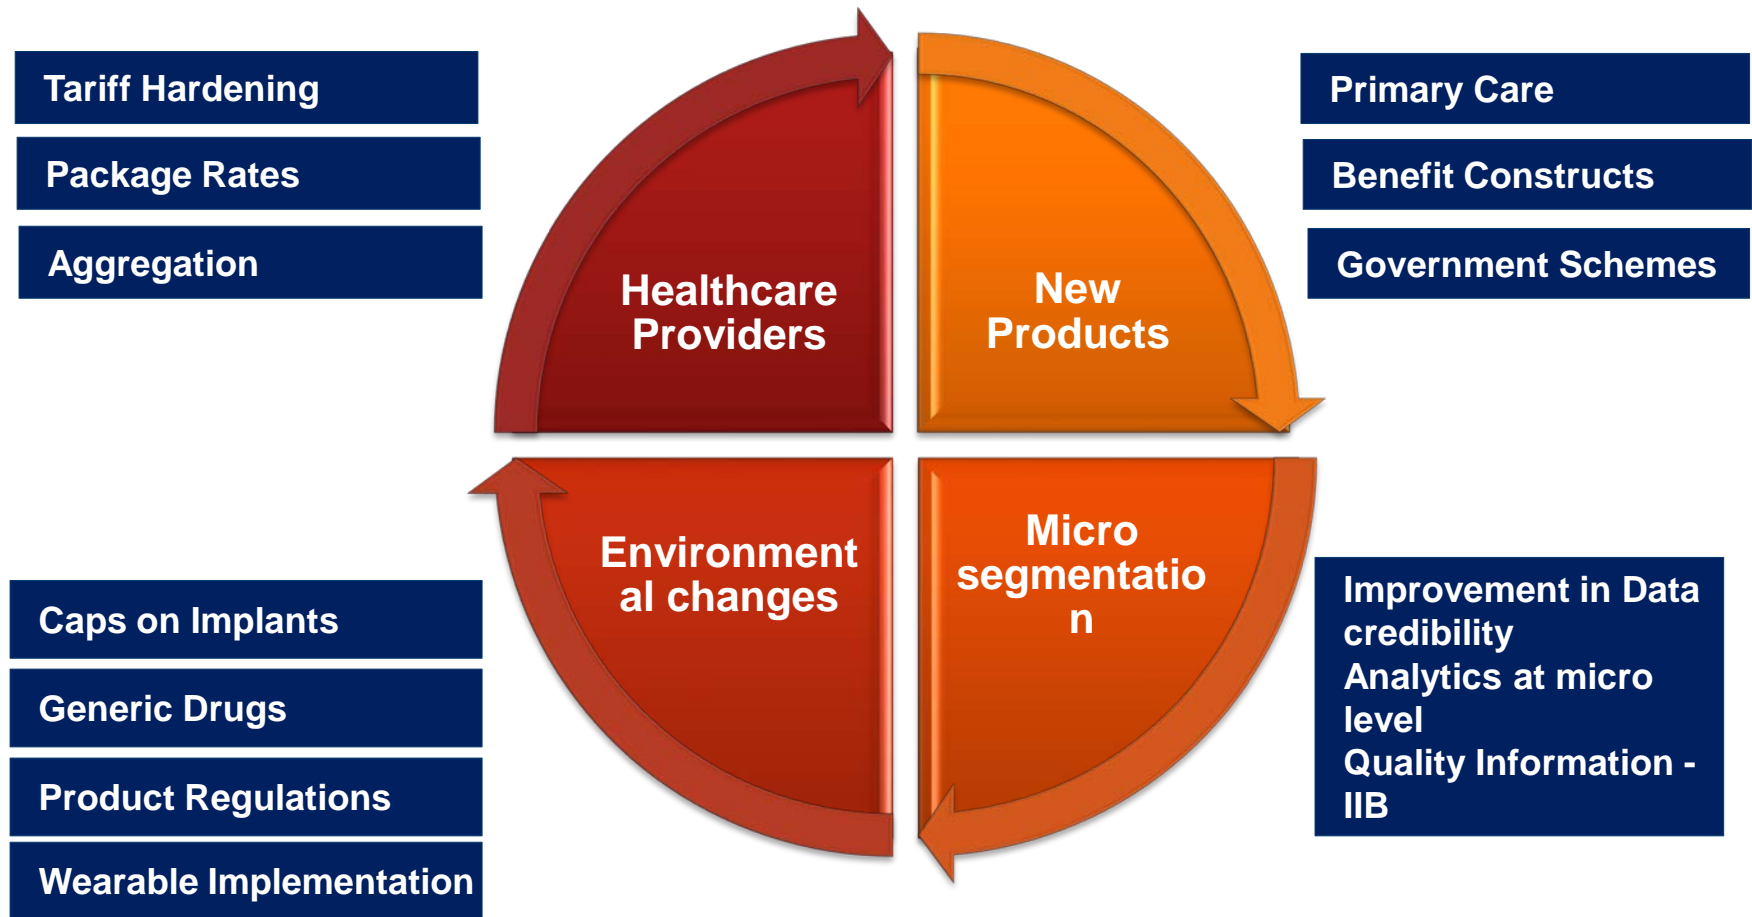 Tariff Hardening
Package Rates
Aggregation
Healthcare
Providers
New
Products
Primary Care
Benefit Constructs
Government Schemes
Caps on Implants
Generic Drugs
Product Regulations
Wearable Implementation
Environment
al changes
Micro
segmentatio
n
Improvement in Data
credibility
Analytics at micro
level
Quality Information -
IIB